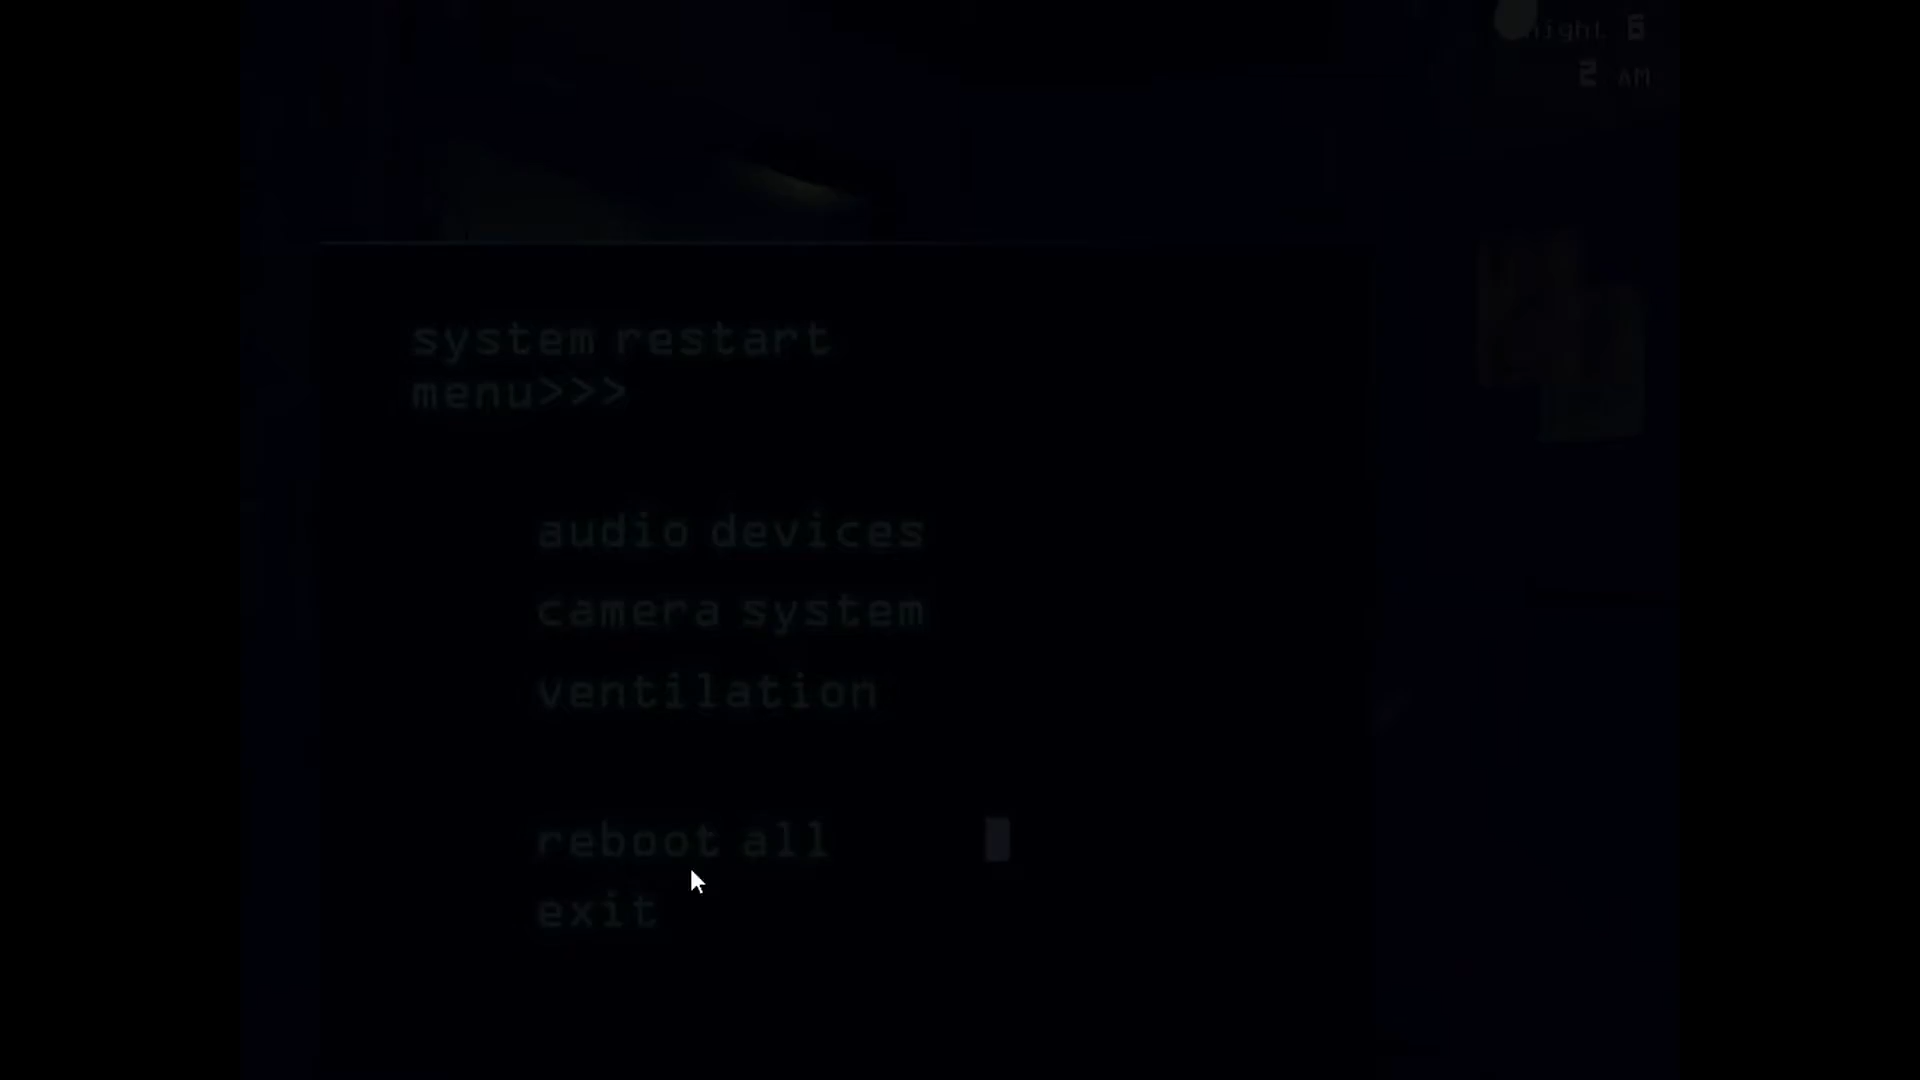 night 6
2 AM
system restart
menu>>>
audio devices
camera system
ventilation
reboot all
exit